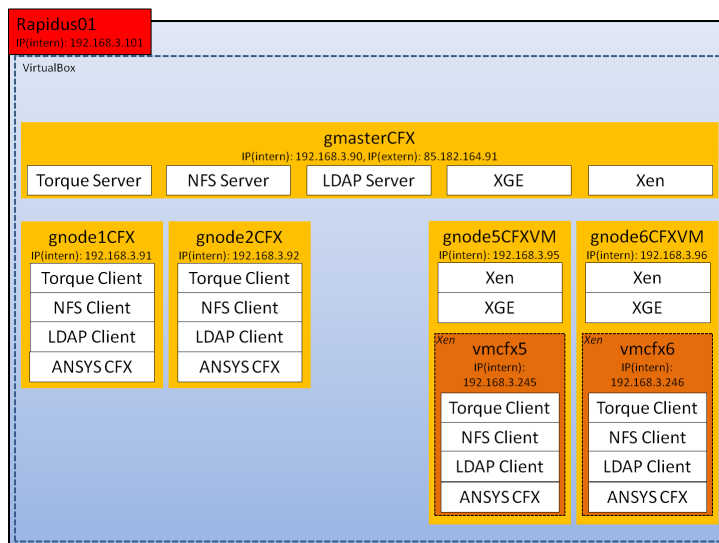 Rapidus01
IP(intern): 192.168.3.101
VirtualBox
gmasterCFX
IP(intern): 192.168.3.90, IP(extern): 85.182.164.91
Torque Server
NFS Server
LDAP Server
XGE
Xen
gnode1CFX
IP(intern): 192.168.3.91
Torque Client
NFS Client
LDAP Client
ANSYS CFX
gnode2CFX
IP(intern): 192.168.3.92
Torque Client
NFS Client
LDAP Client
ANSYS CFX
gnode5CFXVM
IP(intern): 192.168.3.95
Xen
XGE
Xen
vmcfx5
IP(intern):
192.168.3.245
Torque Client
NFS Client
LDAP Client
ANSYS CFX
gnode6CFXVM
IP(intern): 192.168.3.96
Xen
XGE
Xen
vmcfx6
IP(intern):
192.168.3.246
Torque Client
NFS Client
LDAP Client
ANSYS CFX